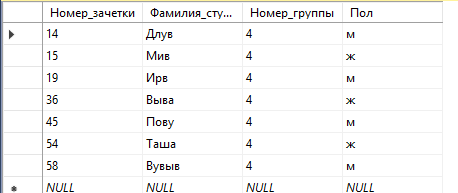 Номер_зачетки Фамилия_сту... Номер_группы Пол
14 Длув 4 м
15 Мив 4 ж
19 Ирв 4 м
36 Выва 4 ж
45 Пову 4 м
54 Таша 4 ж
58 Вувыв 4 м
NULL NULL NULL NULL